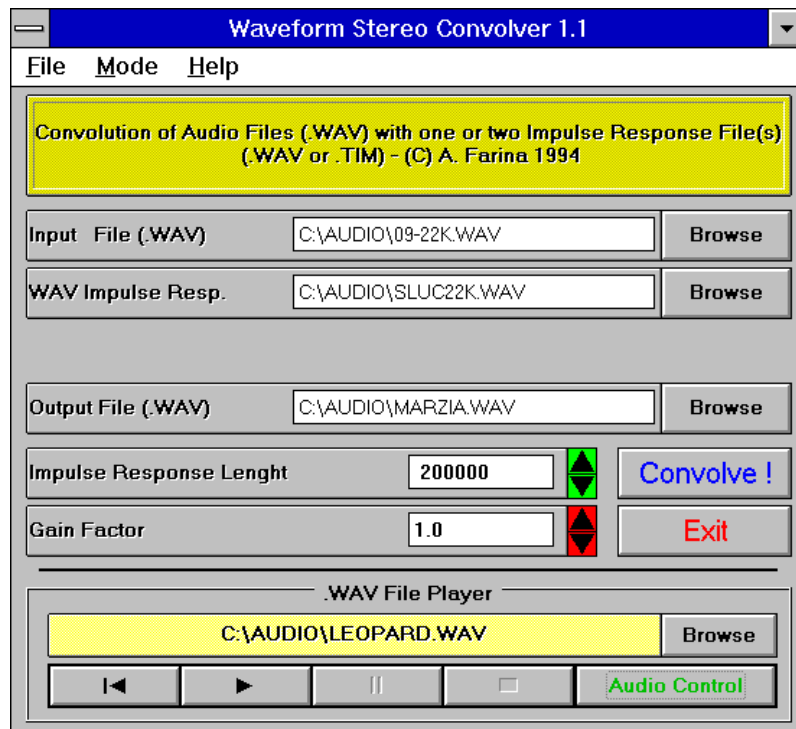 Waveform Stereo Convolver 1.1
File Mode Help
Convolution of Audio Files (.WAV) with one or two Impulse Response File(s)
(.WAV or .TIM) - (C) A. Farina 1994
Input File (.WAV) C:\AUDIO\09-22K.WAV Browse
WAV Impulse Resp. C:\AUDIO\SLUC22K.WAV Browse
Output File (.WAV) C:\AUDIO\MARZIA.WAV Browse
Impulse Response Lenght 200000 Convolve !
Gain Factor 1.0 Exit
.WAV File Player
C:\AUDIO\LEOPARD.WAV Browse
Audio Control